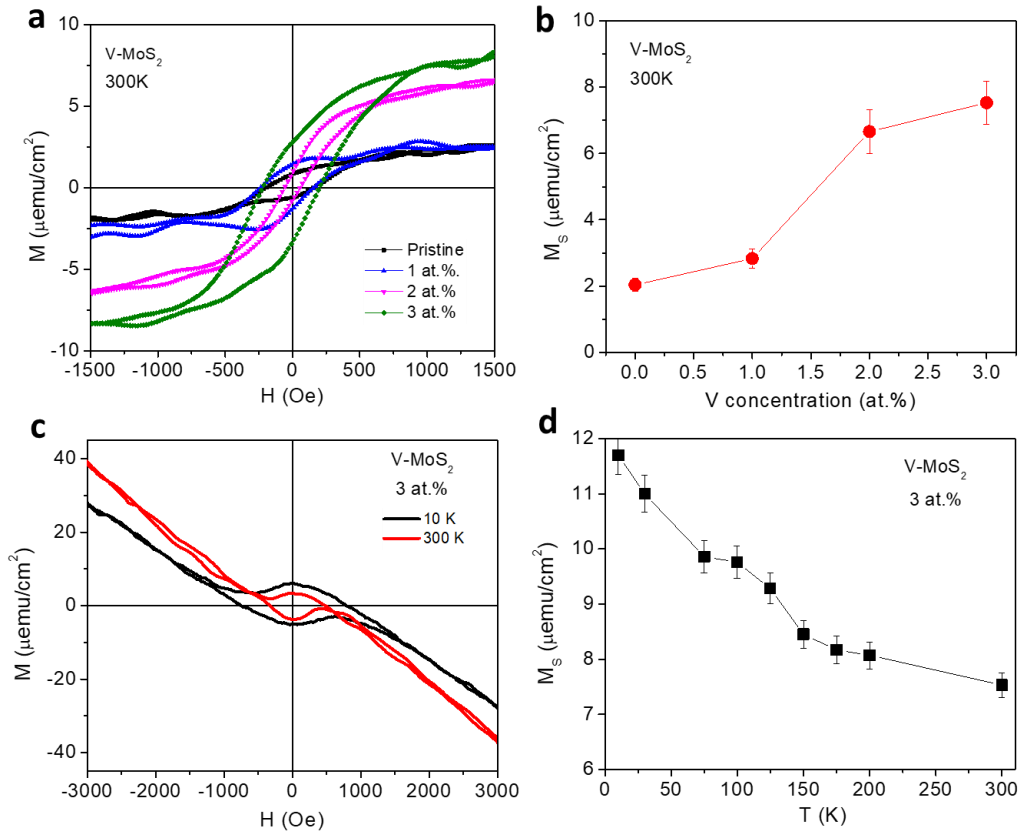 a
V-MoS₂
300K
M (μemu/cm²)
10
5
0
-5
-10
-1500
-1000
-500
0
500
1000
1500
H (Oe)
Pristine
1 at.%.
2 at.%
3 at.%
b
V-MoS₂
300K
M_S (μemu/cm²)
10
8
6
4
2
0
0.0
0.5
1.0
1.5
2.0
2.5
3.0
V concentration (at.%)
c
V-MoS₂
3 at.%
10 K
300 K
M (μemu/cm²)
40
20
0
-20
-40
-3000
-2000
-1000
0
1000
2000
3000
H (Oe)
d
V-MoS₂
3 at.%
M_S (μemu/cm²)
12
11
10
9
8
7
6
0
50
100
150
200
250
300
T (K)